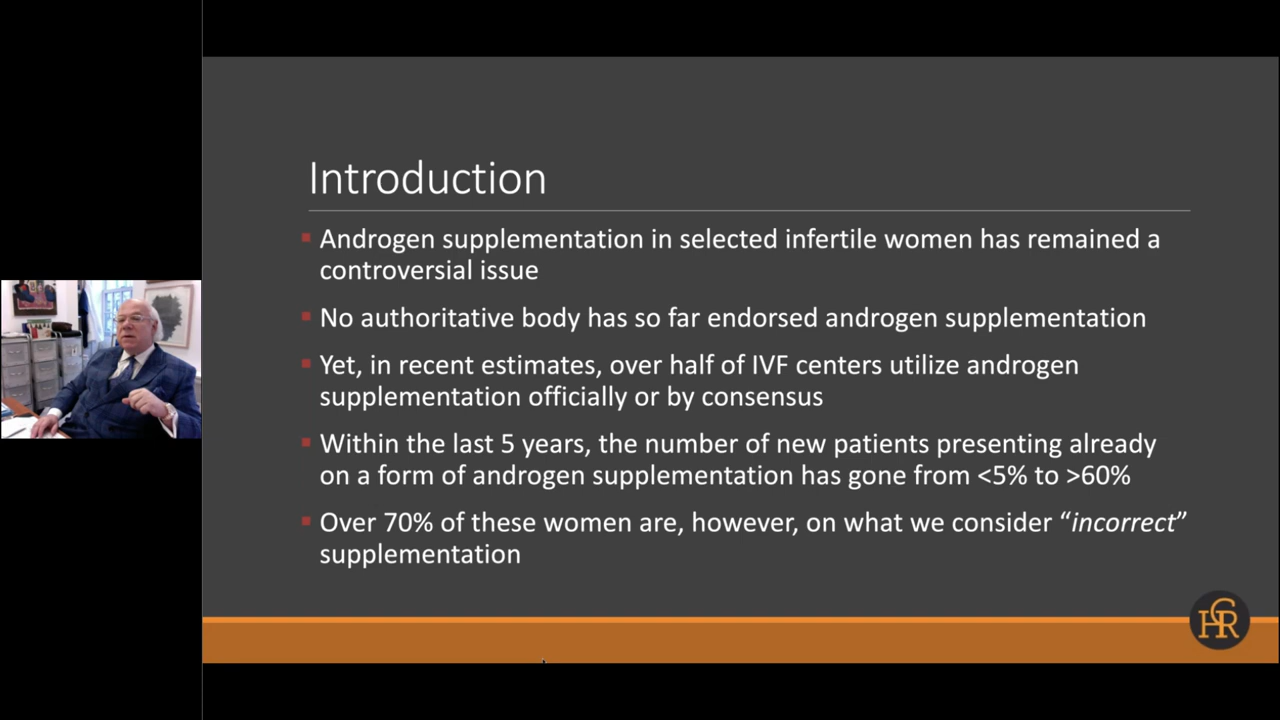 Introduction
Androgen supplementation in selected infertile women has remained a
controversial issue
No authoritative body has so far endorsed androgen supplementation
Yet, in recent estimates, over half of IVF centers utilize androgen
supplementation officially or by consensus
Within the last 5 years, the number of new patients presenting already
on a form of androgen supplementation has gone from <5% to >60%
Over 70% of these women are, however, on what we consider “incorrect”
supplementation
CHR